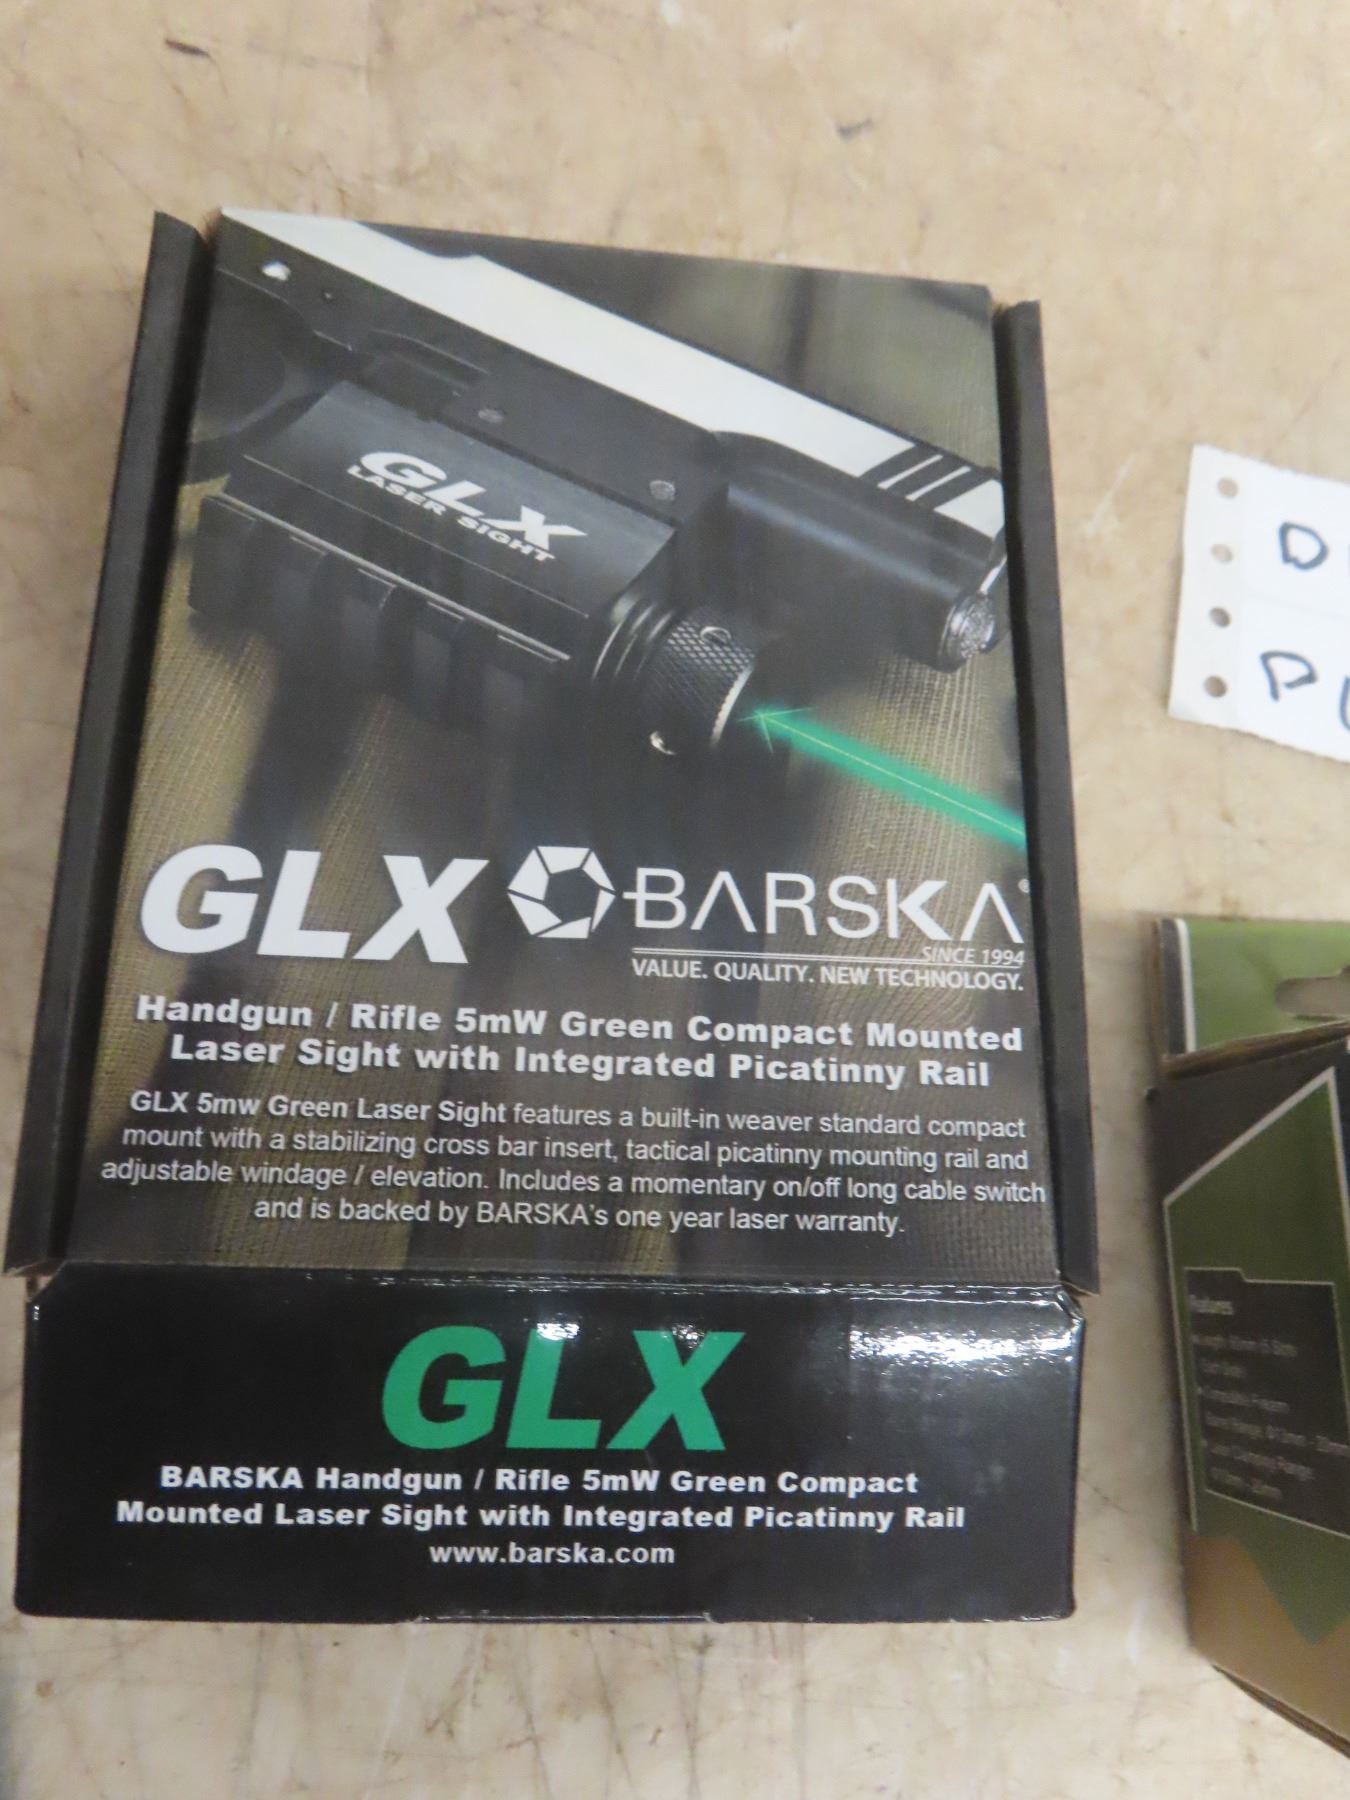 GLX
LASER SIGHT
GLX BARSKA®
SINCE 1994
VALUE. QUALITY. NEW TECHNOLOGY.
Handgun / Rifle 5mW Green Compact Mounted
Laser Sight with Integrated Picatinny Rail
GLX 5mw Green Laser Sight features a built-in weaver standard compact
mount with a stabilizing cross bar insert, tactical picatinny mounting rail and
adjustable windage / elevation. Includes a momentary on/off long cable switch
and is backed by BARSKA's one year laser warranty.
GLX
BARSKA Handgun / Rifle 5mW Green Compact
Mounted Laser Sight with Integrated Picatinny Rail
www.barska.com
Features